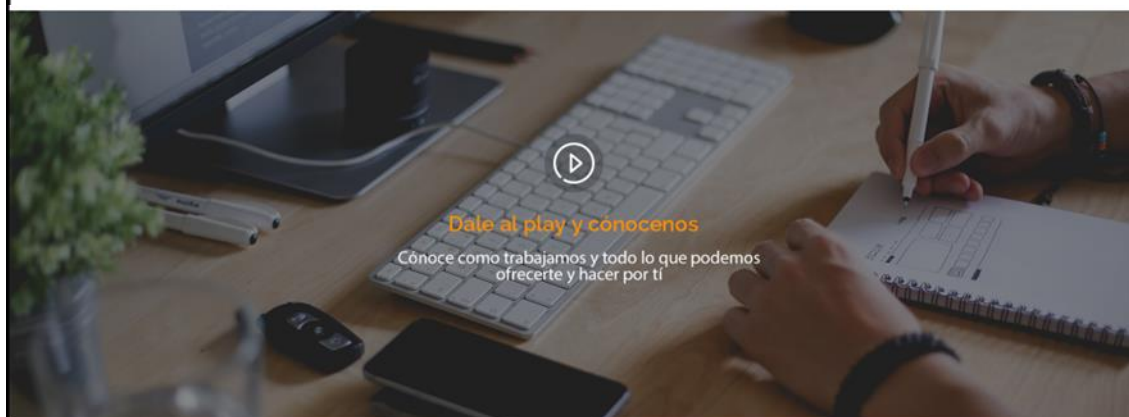 Dale al play y cónocenos
Cónoce como trabajamos y todo lo que podemos
ofrecerte y hacer por tí